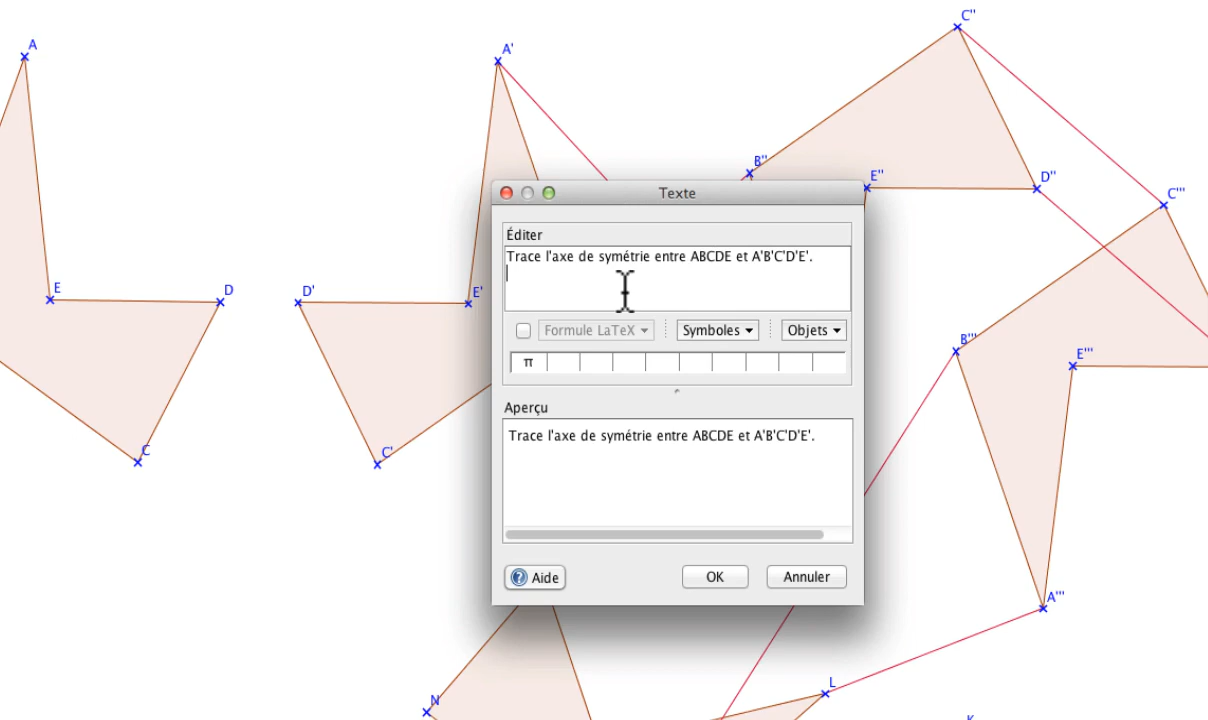 C''
A
A'
B''
E''
D''
Texte
C'''
Éditer
Trace l'axe de symétrie entre ABCDE et A'B'C'D'E'.
E
D
D'
E'
Formule LaTeX
Symboles
Objets
B'''
E'''
π
Aperçu
Trace l'axe de symétrie entre ABCDE et A'B'C'D'E'.
C
C'
Aide
OK
Annuler
A'''
L
N
K